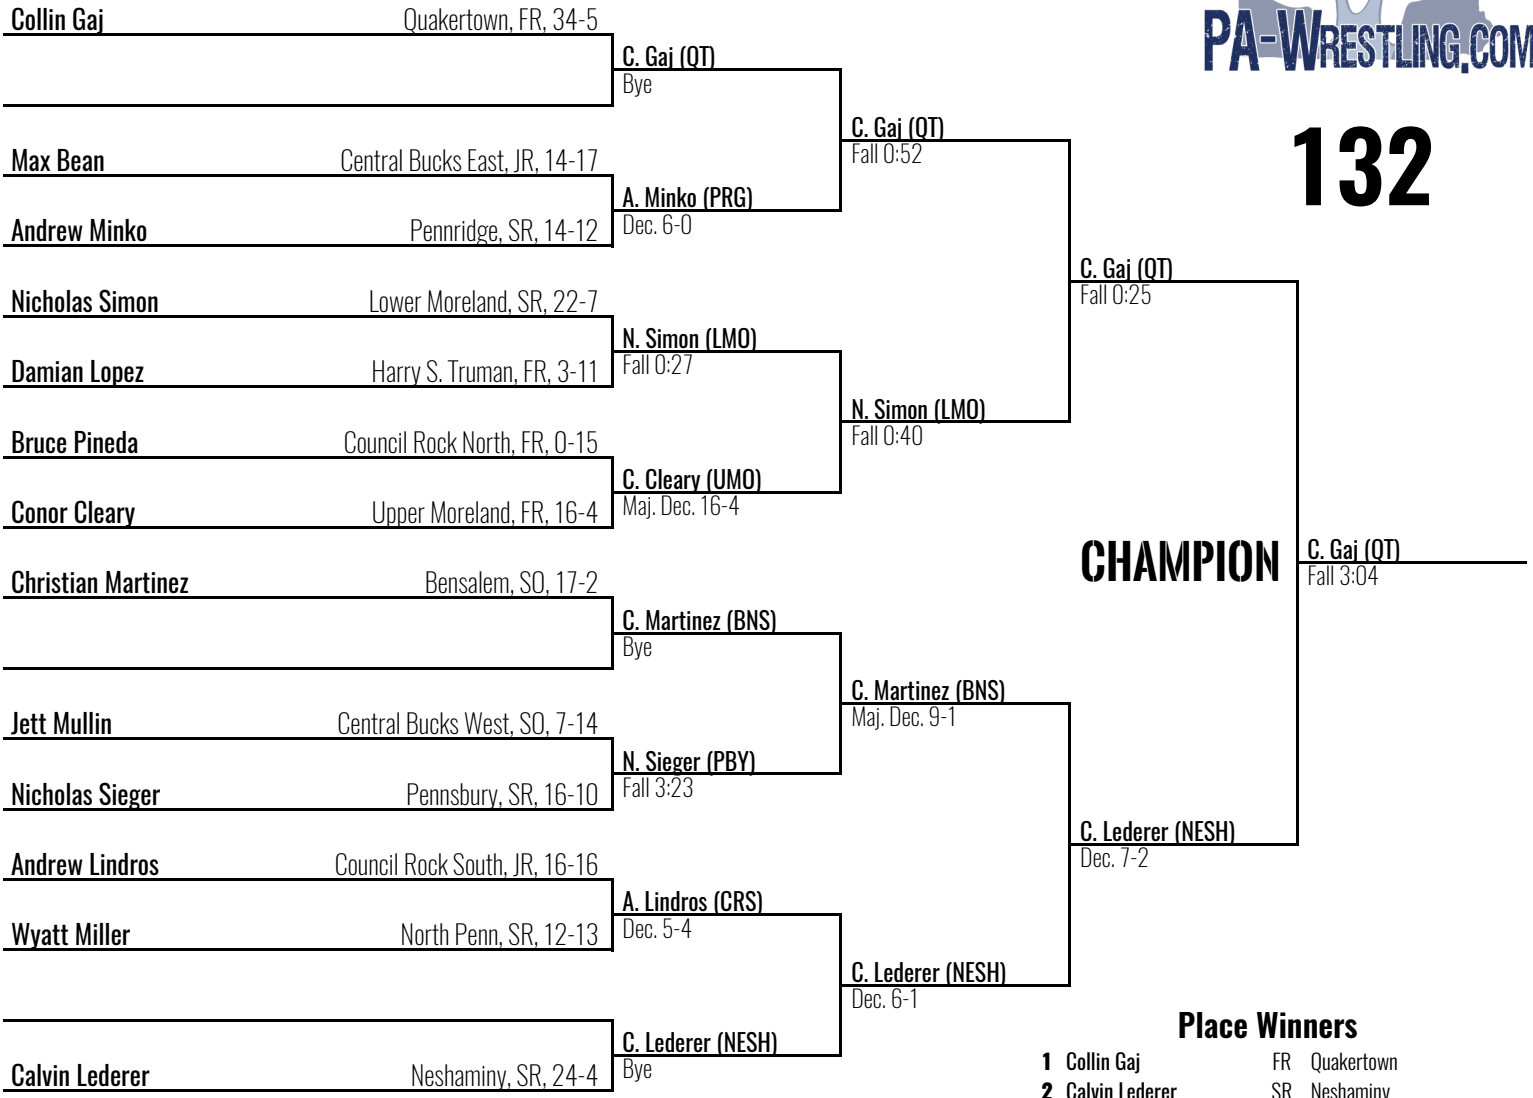 Collin Gaj Quakertown, FR, 34-5
C. Gaj (QT)
Bye
PA-WRESTLING.COM
132
Max Bean Central Bucks East, JR, 14-17
C. Gaj (QT)
Fall 0:52
A. Minko (PRG)
Dec. 6-0
Andrew Minko Pennridge, SR, 14-12
C. Gaj (QT)
Fall 0:25
Nicholas Simon Lower Moreland, SR, 22-7
N. Simon (LMO)
Fall 0:27
Damian Lopez Harry S. Truman, FR, 3-11
N. Simon (LMO)
Fall 0:40
Bruce Pineda Council Rock North, FR, 0-15
C. Cleary (UMO)
Maj. Dec. 16-4
Conor Cleary Upper Moreland, FR, 16-4
CHAMPION
C. Gaj (QT)
Fall 3:04
Christian Martinez Bensalem, SO, 17-2
C. Martinez (BNS)
Bye
C. Martinez (BNS)
Maj. Dec. 9-1
Jett Mullin Central Bucks West, SO, 7-14
N. Sieger (PBY)
Fall 3:23
Nicholas Sieger Pennsbury, SR, 16-10
C. Lederer (NESH)
Dec. 7-2
Andrew Lindros Council Rock South, JR, 16-16
A. Lindros (CRS)
Dec. 5-4
Wyatt Miller North Penn, SR, 12-13
C. Lederer (NESH)
Dec. 6-1
C. Lederer (NESH)
Bye
Calvin Lederer Neshaminy, SR, 24-4
Place Winners
1 Collin Gaj FR Quakertown
2 Calvin Lederer SR Neshaminy